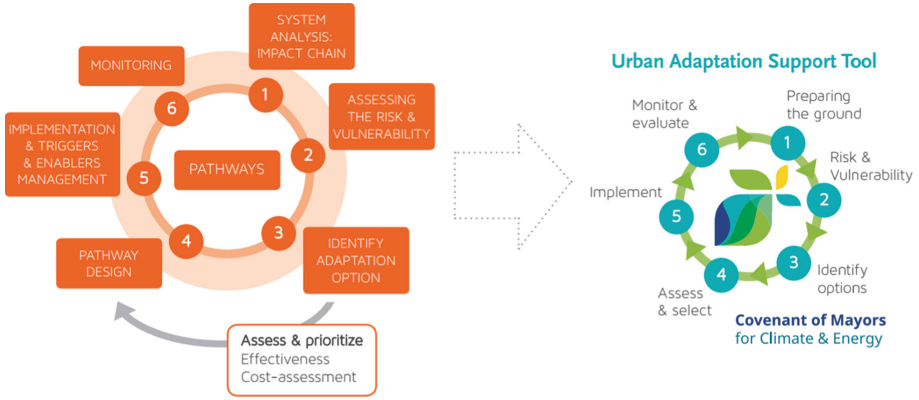 SYSTEM
ANALYSIS:
IMPACT CHAIN
1
ASSESSING
THE RISK &
VULNERABILITY
2
IDENTIFY
ADAPTATION
OPTION
3
PATHWAY
DESIGN
4
IMPLEMENTATION
& TRIGGERS
& ENABLERS
MANAGEMENT
5
MONITORING
6
PATHWAYS
Assess & prioritize
Effectiveness
Cost-assessment
Urban Adaptation Support Tool
Preparing
the ground
1
Risk &
Vulnerability
2
Identify
options
3
Assess
& select
4
Implement
5
Monitor &
evaluate
6
Covenant of Mayors
for Climate & Energy